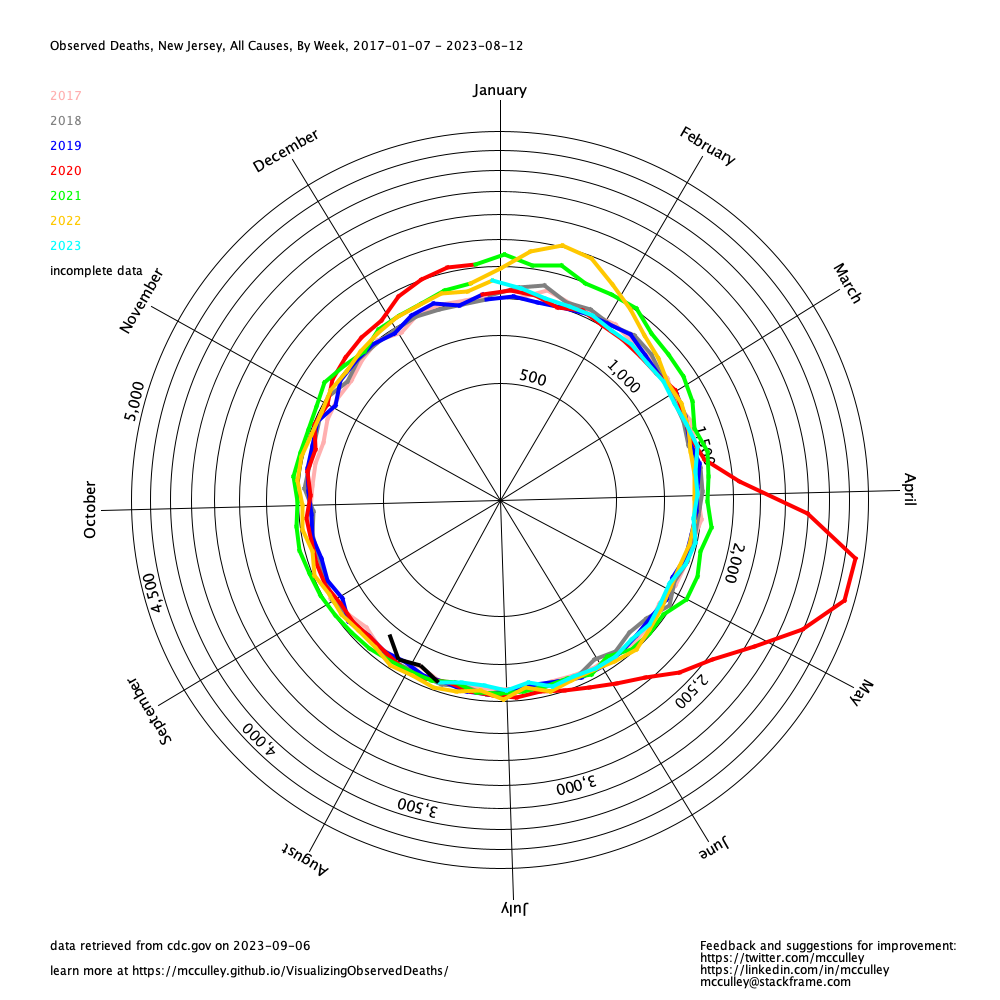 Observed Deaths, New Jersey, All Causes, By Week, 2017-01-07 - 2023-08-12
2017
2018
2019
2020
2021
2022
2023
incomplete data
January
February
March
April
May
June
July
August
September
October
November
December
500
1,000
1,500
2,000
2,500
3,000
3,500
4,000
4,500
5,000
data retrieved from cdc.gov on 2023-09-06
learn more at https://mcculley.github.io/VisualizingObservedDeaths/
Feedback and suggestions for improvement:
https://twitter.com/mcculley
https://linkedin.com/in/mcculley
mcculley@stackframe.com